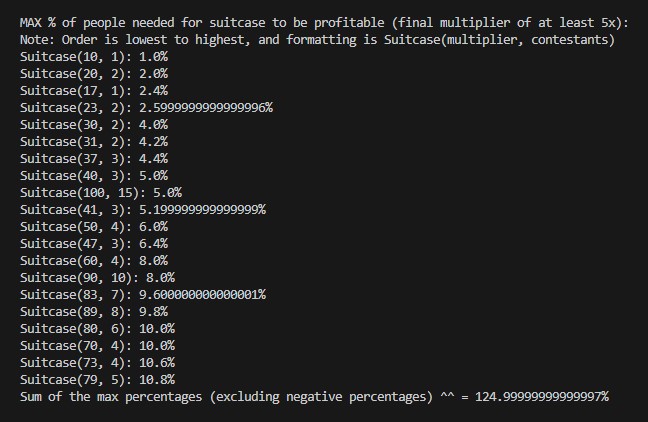 MAX % of people needed for suitcase to be profitable (final multiplier of at least 5x):
Note: Order is lowest to highest, and formatting is Suitcase(multiplier, contestants)
Suitcase(10, 1): 1.0%
Suitcase(20, 2): 2.0%
Suitcase(17, 1): 2.4%
Suitcase(23, 2): 2.5999999999999996%
Suitcase(30, 2): 4.0%
Suitcase(31, 2): 4.2%
Suitcase(37, 3): 4.4%
Suitcase(40, 3): 5.0%
Suitcase(100, 15): 5.0%
Suitcase(41, 3): 5.199999999999999%
Suitcase(50, 4): 6.0%
Suitcase(47, 3): 6.4%
Suitcase(60, 4): 8.0%
Suitcase(90, 10): 8.0%
Suitcase(83, 7): 9.600000000000001%
Suitcase(89, 8): 9.8%
Suitcase(80, 6): 10.0%
Suitcase(70, 4): 10.0%
Suitcase(73, 4): 10.6%
Suitcase(79, 5): 10.8%
Sum of the max percentages (excluding negative percentages) ^^ = 124.99999999999997%